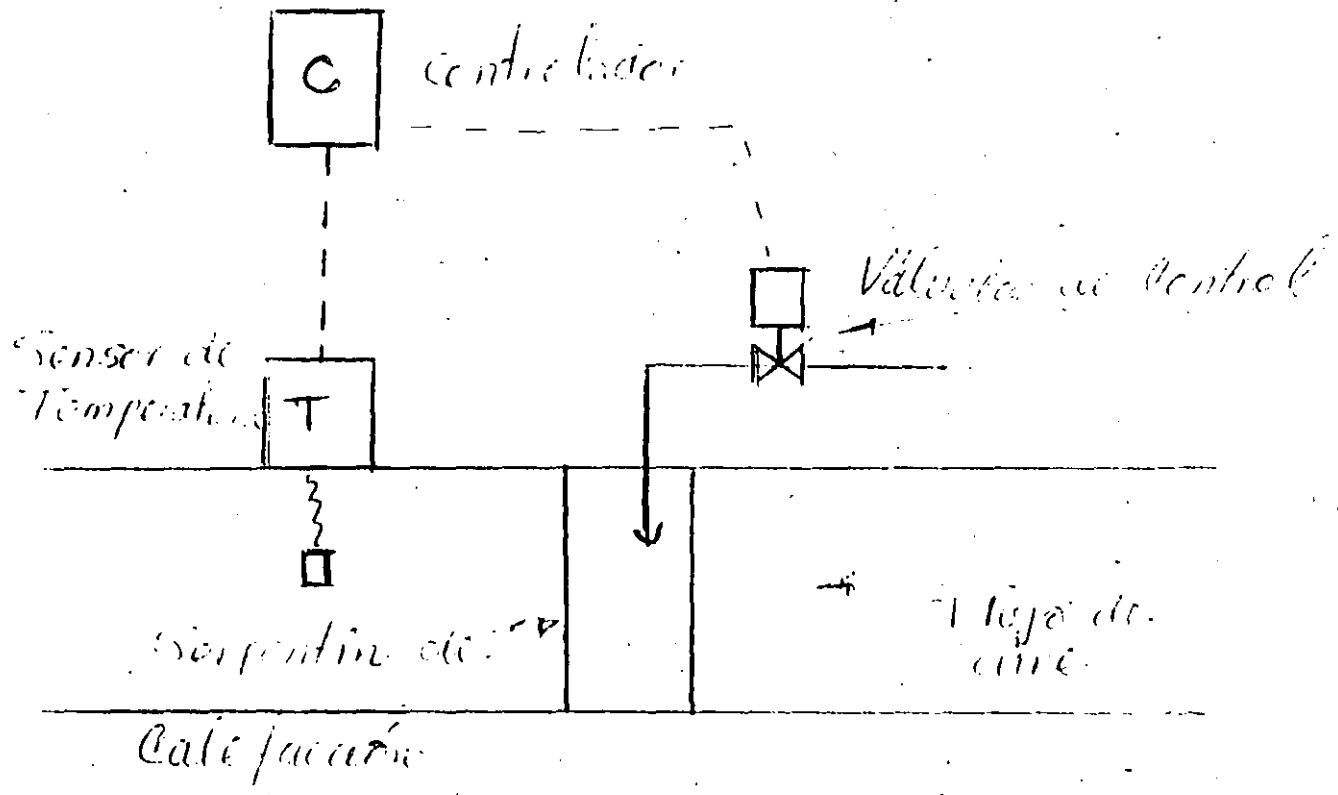 C
Controlador
Válvula de Control
Sensor de
Temperatura
T
Serpentín de
Flujo de
aire.
Calefacción